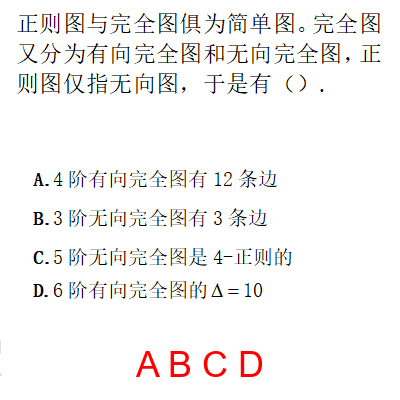 正则图与完全图俱为简单图。完全图
又分为有向完全图和无向完全图，正
则图仅指无向图，于是有（）.
A.4 阶有向完全图有 12 条边
B.3 阶无向完全图有 3 条边
C.5 阶无向完全图是 4-正则的
D.6 阶有向完全图的 Δ=10
A B C D